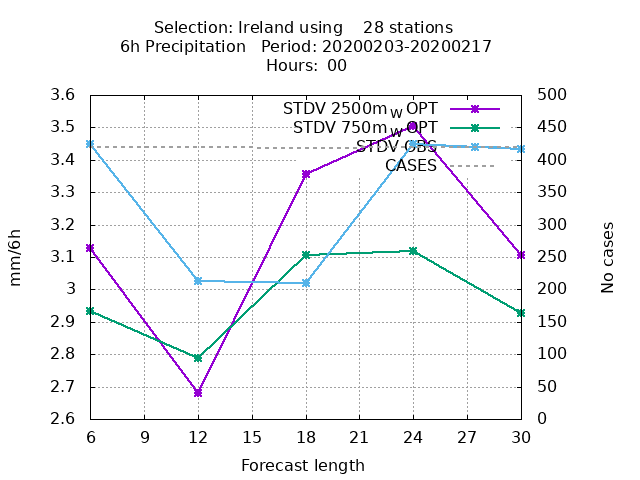 Selection: Ireland using 28 stations
6h Precipitation Period: 20200203-20200217
Hours: 00
3.6
3.5
3.4
3.3
3.2
3.1
3
2.9
2.8
2.7
2.6
mm/6h
STDV 2500m W OPT
STDV 750m W OPT
STDV OBS
CASES
500
450
400
350
300
250
200
150
100
50
0
No cases
6 9 12 15 18 21 24 27 30
Forecast length